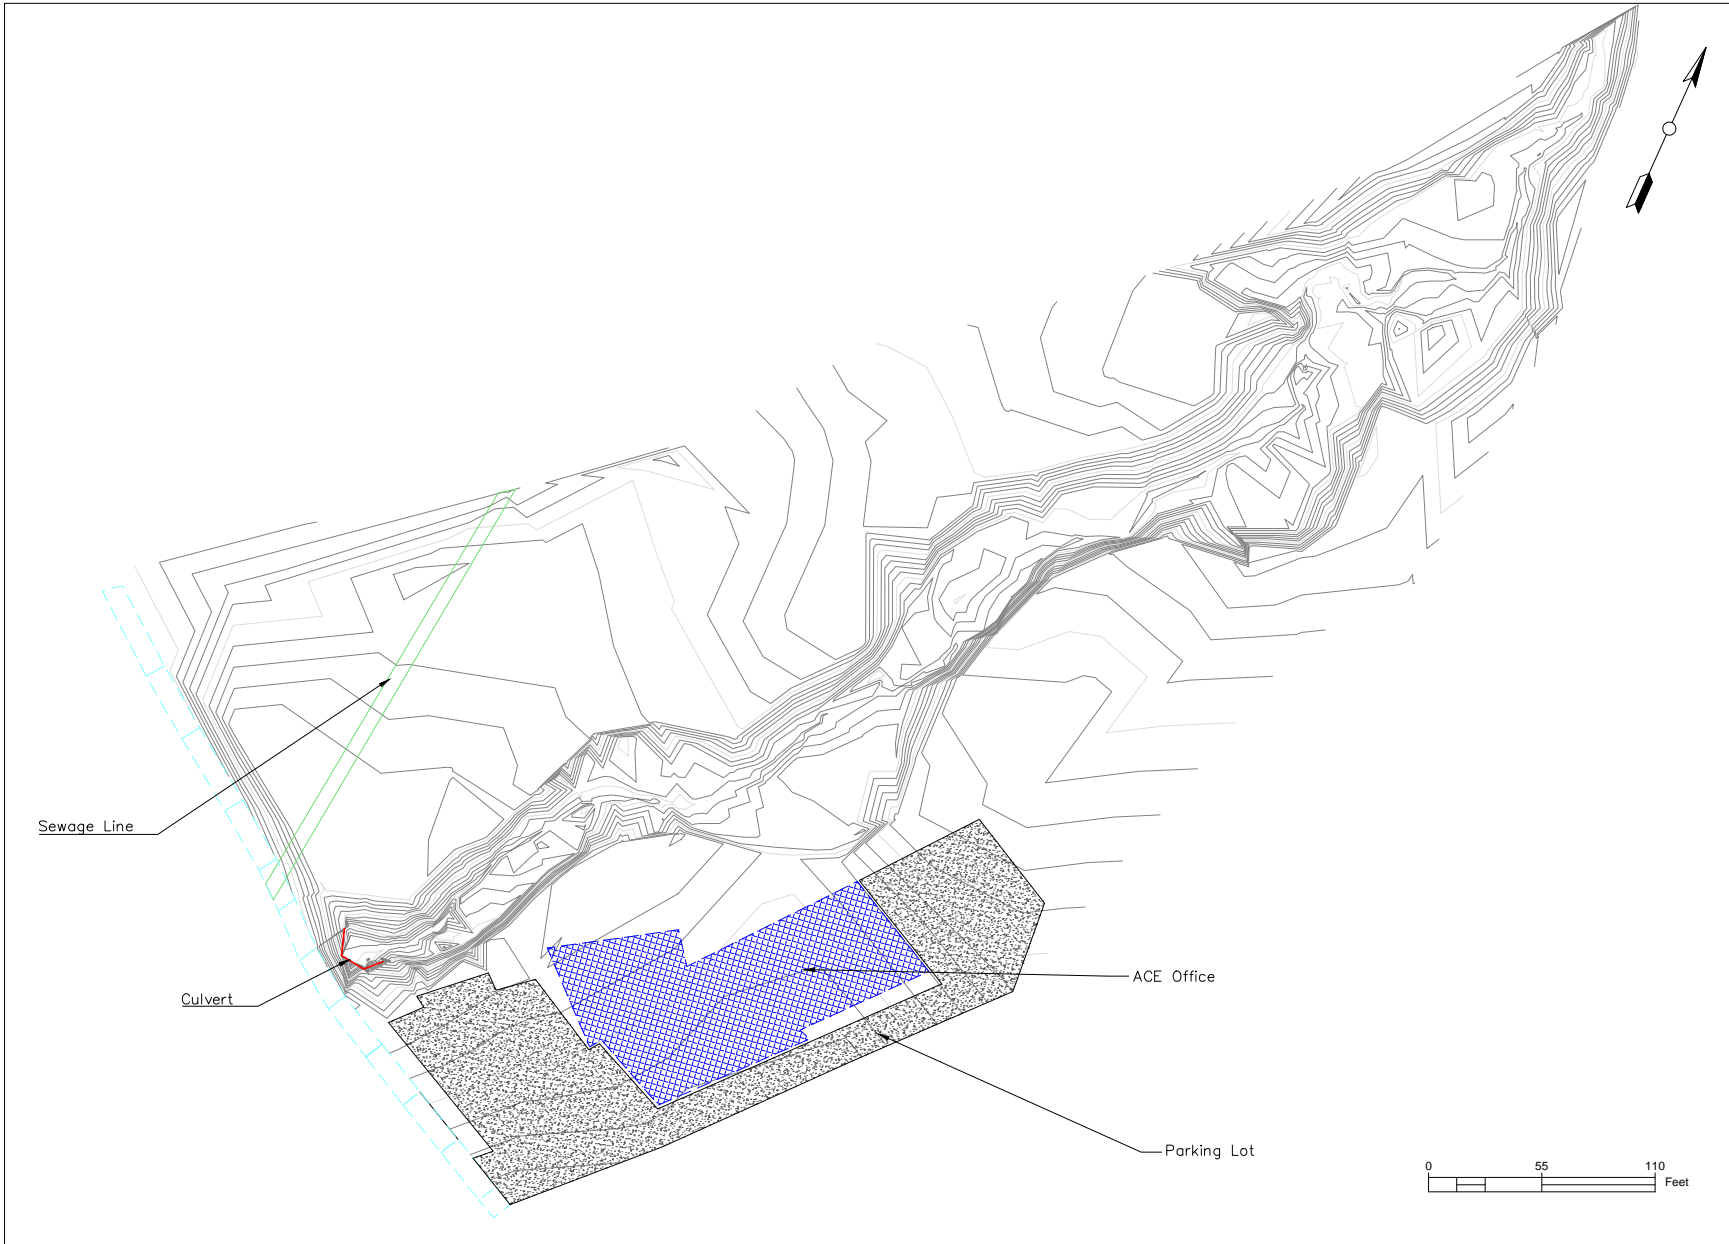 Sewage Line
Culvert
ACE Office
Parking Lot
0 55 110
Feet